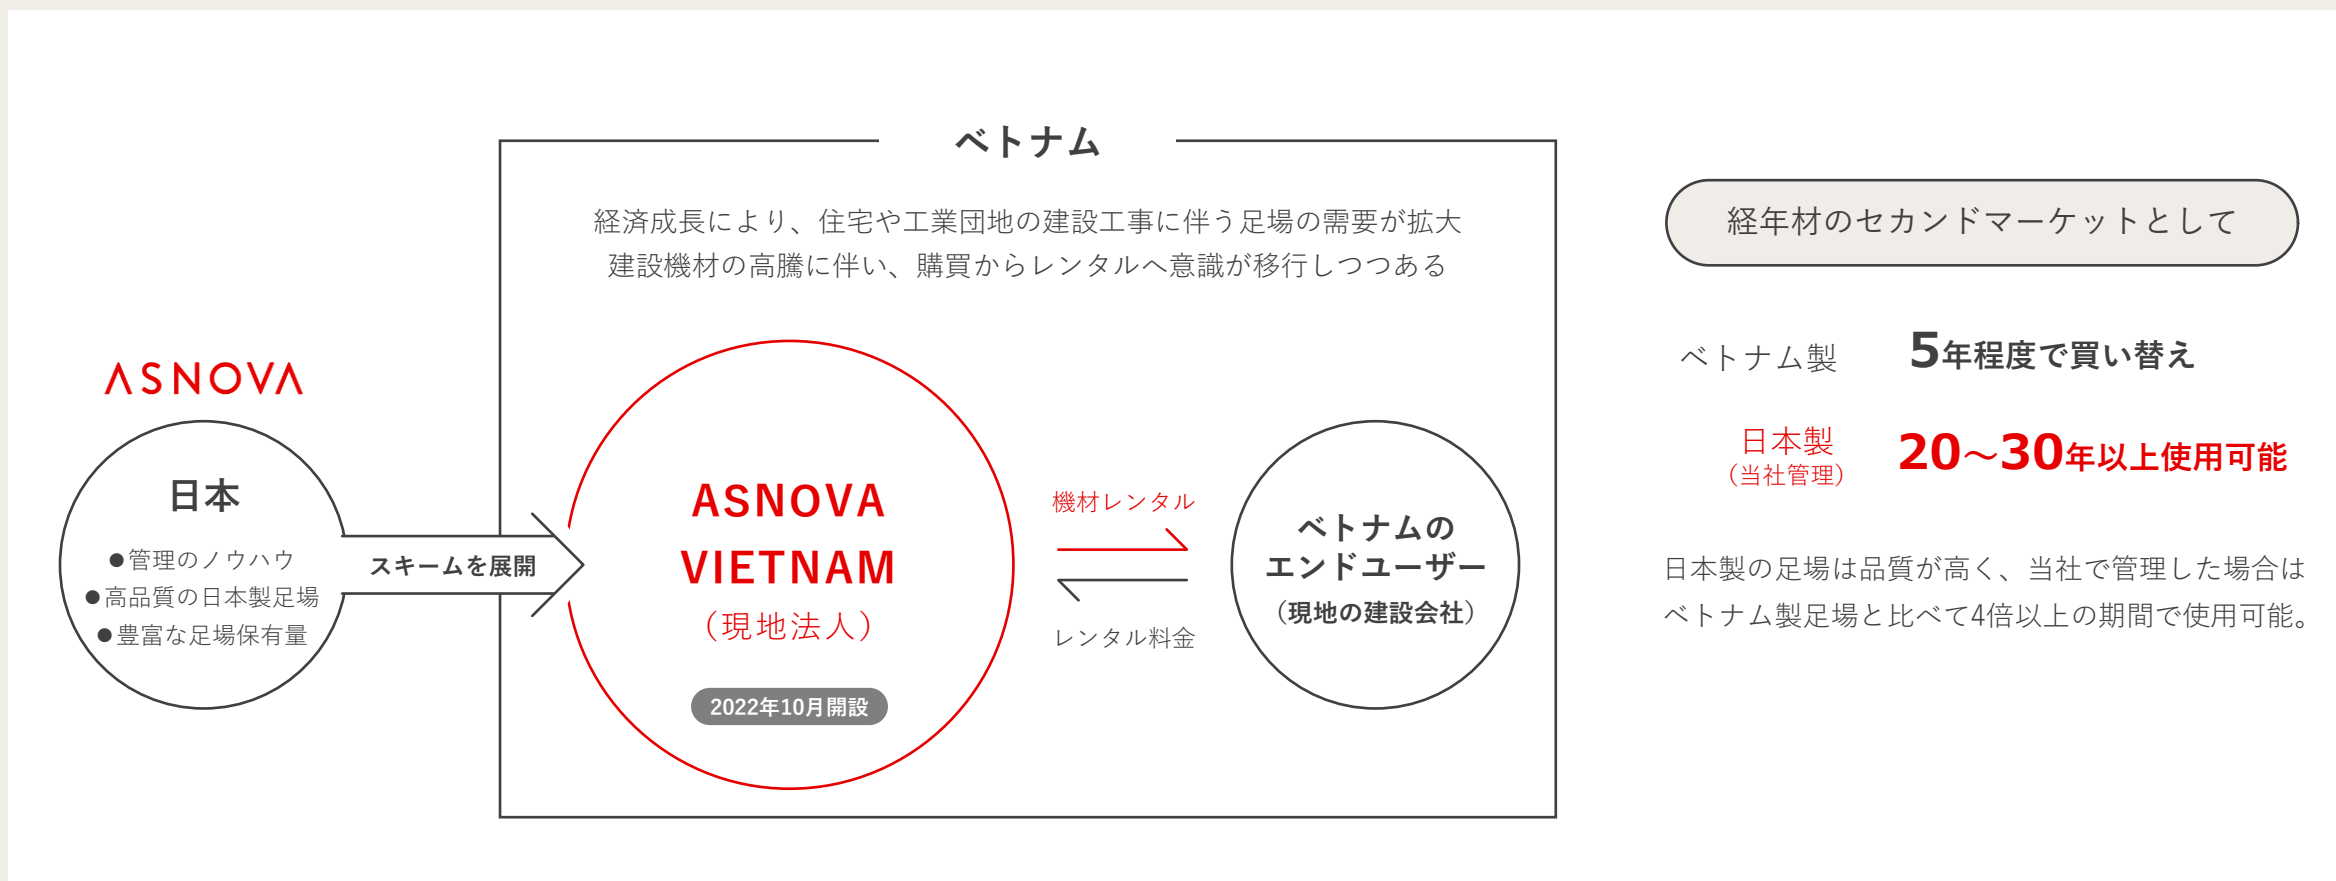 ASNOVA
日本
●管理のノウハウ
●高品質の日本製足場
●豊富な足場保有量
スキームを展開
ベトナム
経済成長により、住宅や工業団地の建設工事に伴う足場の需要が拡大
建設機材の高騰に伴い、購買からレンタルへ意識が移行しつつある
ASNOVA
VIETNAM
（現地法人）
2022年10月開設
機材レンタル
レンタル料金
ベトナムの
エンドユーザー
（現地の建設会社）
経年材のセカンドマーケットとして
ベトナム製 5年程度で買い替え
日本製 20～30年以上使用可能
（当社管理）
日本製の足場は品質が高く、当社で管理した場合は
ベトナム製足場と比べて4倍以上の期間で使用可能。